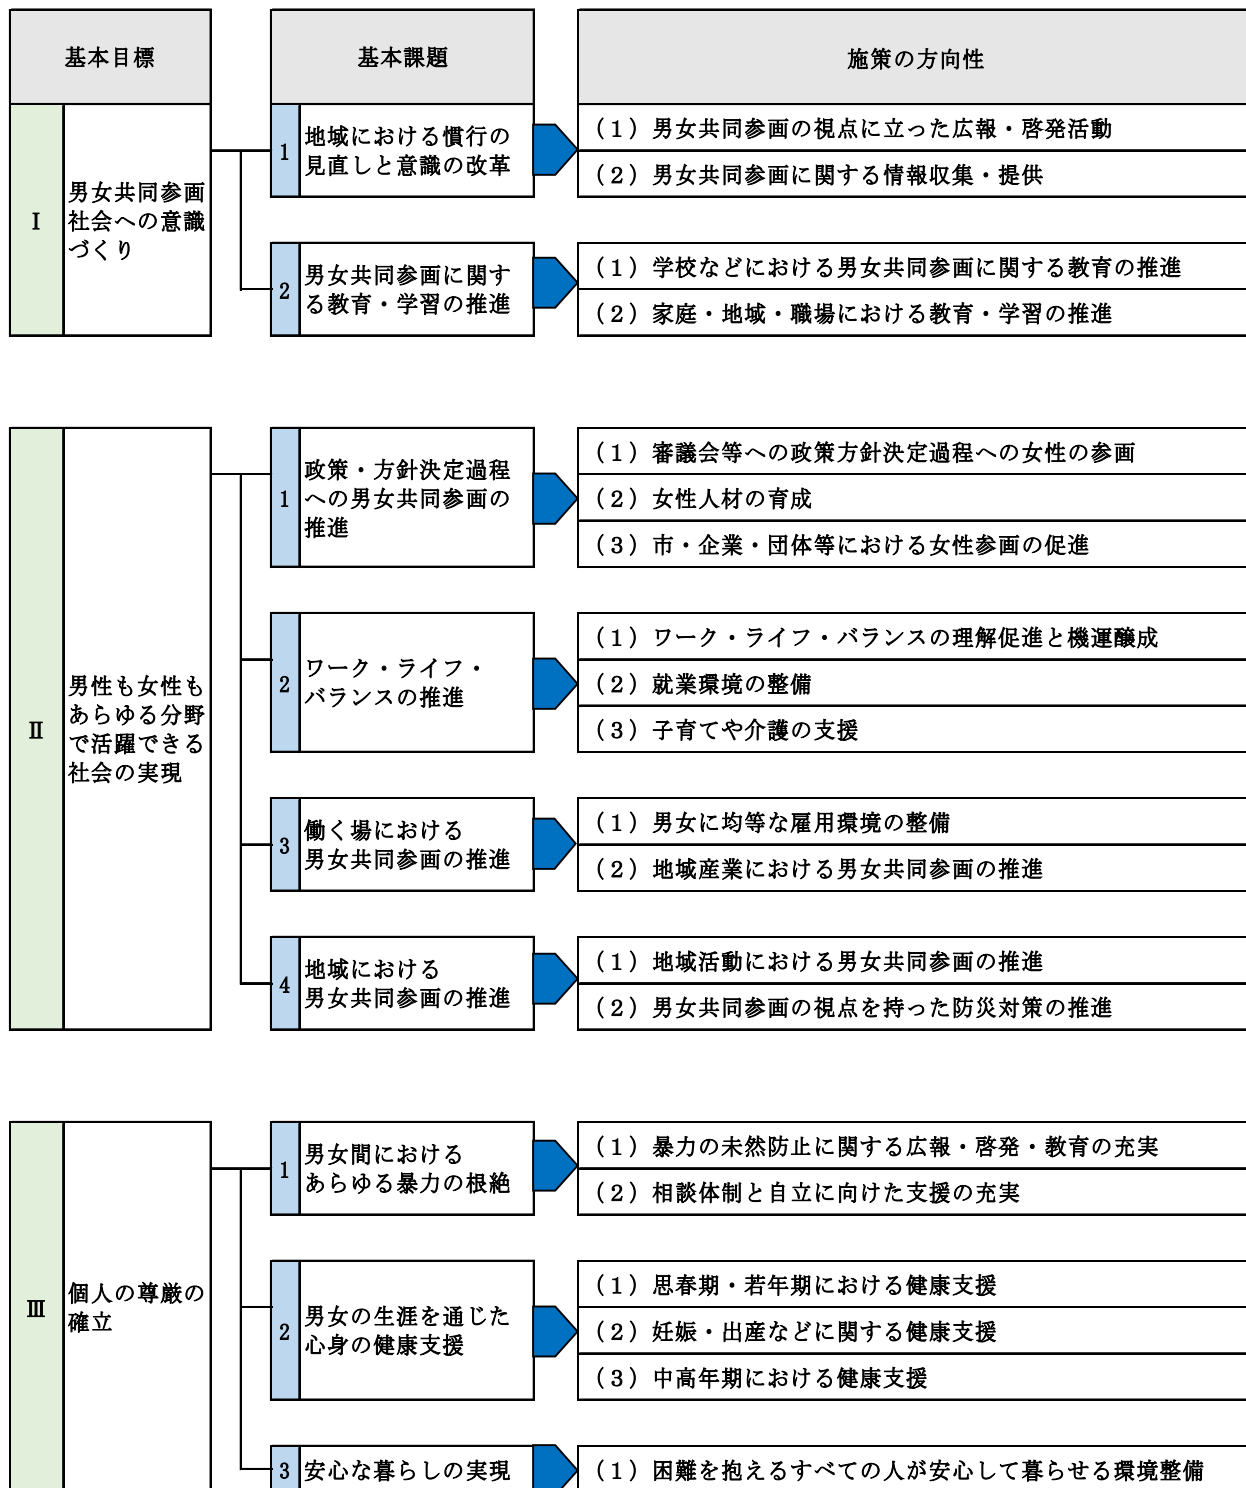 基本目標
基本課題
施策の方向性
Ⅰ
男女共同参画
社会への意識
づくり
1
地域における慣行の
見直しと意識の改革
（１）男女共同参画の視点に立った広報・啓発活動
（２）男女共同参画に関する情報収集・提供
2
男女共同参画に関す
る教育・学習の推進
（１）学校などにおける男女共同参画に関する教育の推進
（２）家庭・地域・職場における教育・学習の推進
Ⅱ
男性も女性も
あらゆる分野
で活躍できる
社会の実現
1
政策・方針決定過程
への男女共同参画の
推進
（１）審議会等への政策方針決定過程への女性の参画
（２）女性人材の育成
（３）市・企業・団体等における女性参画の促進
2
ワーク・ライフ・
バランスの推進
（１）ワーク・ライフ・バランスの理解促進と機運醸成
（２）就業環境の整備
（３）子育てや介護の支援
3
働く場における
男女共同参画の推進
（１）男女に均等な雇用環境の整備
（２）地域産業における男女共同参画の推進
4
地域における
男女共同参画の推進
（１）地域活動における男女共同参画の推進
（２）男女共同参画の視点を持った防災対策の推進
Ⅲ
個人の尊厳の
確立
1
男女間における
あらゆる暴力の根絶
（１）暴力の未然防止に関する広報・啓発・教育の充実
（２）相談体制と自立に向けた支援の充実
2
男女の生涯を通じた
心身の健康支援
（１）思春期・若年期における健康支援
（２）妊娠・出産などに関する健康支援
（３）中高年期における健康支援
3
安心な暮らしの実現
（１）困難を抱えるすべての人が安心して暮らせる環境整備